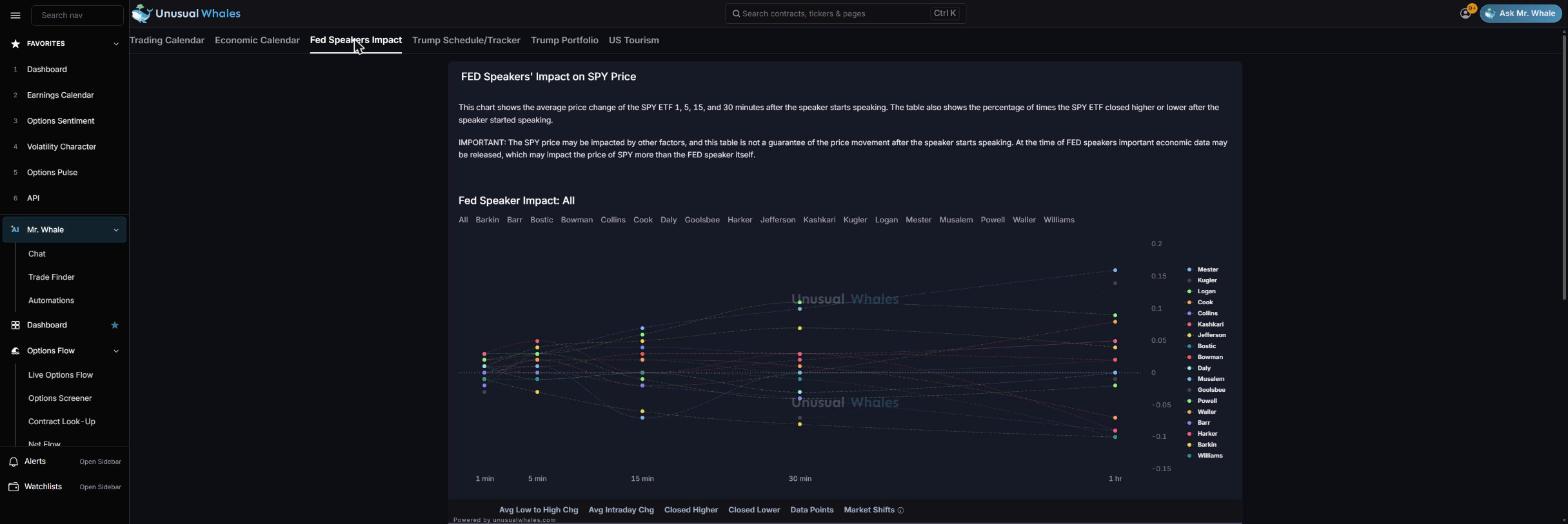 Search nav
Unusual Whales
Search contracts, tickers & pages
Ctrl K
9+
Ask Mr. Whale
Trading Calendar
Economic Calendar
Fed Speakers Impact
Trump Schedule/Tracker
Trump Portfolio
US Tourism
FAVORITES
1 Dashboard
2 Earnings Calendar
3 Options Sentiment
4 Volatility Character
5 Options Pulse
6 API
AI Mr. Whale
Chat
Trade Finder
Automations
Dashboard
Options Flow
Live Options Flow
Options Screener
Contract Look-Up
Net Flow
Alerts Open Sidebar
Watchlists Open Sidebar
FED Speakers' Impact on SPY Price
This chart shows the average price change of the SPY ETF 1, 5, 15, and 30 minutes after the speaker starts speaking. The table also shows the percentage of times the SPY ETF closed higher or lower after the
speaker started speaking.
IMPORTANT: The SPY price may be impacted by other factors, and this table is not a guarantee of the price movement after the speaker starts speaking. At the time of FED speakers important economic data may
be released, which may impact the price of SPY more than the FED speaker itself.
Fed Speaker Impact: All
All Barkin Barr Bostic Bowman Collins Cook Daly Goolsbee Harker Jefferson Kashkari Kugler Logan Mester Musalem Powell Waller Williams
0.2
0.15
0.1
0.05
0
-0.05
-0.1
-0.15
Unusual Whales
Unusual Whales
Mester
Kugler
Logan
Cook
Collins
Kashkari
Jefferson
Bostic
Bowman
Daly
Musalem
Goolsbee
Powell
Waller
Barr
Harker
Barkin
Williams
1 min
5 min
15 min
30 min
1 hr
Avg Low to High Chg
Avg Intraday Chg
Closed Higher
Closed Lower
Data Points
Market Shifts
Powered by unusualwhales.com